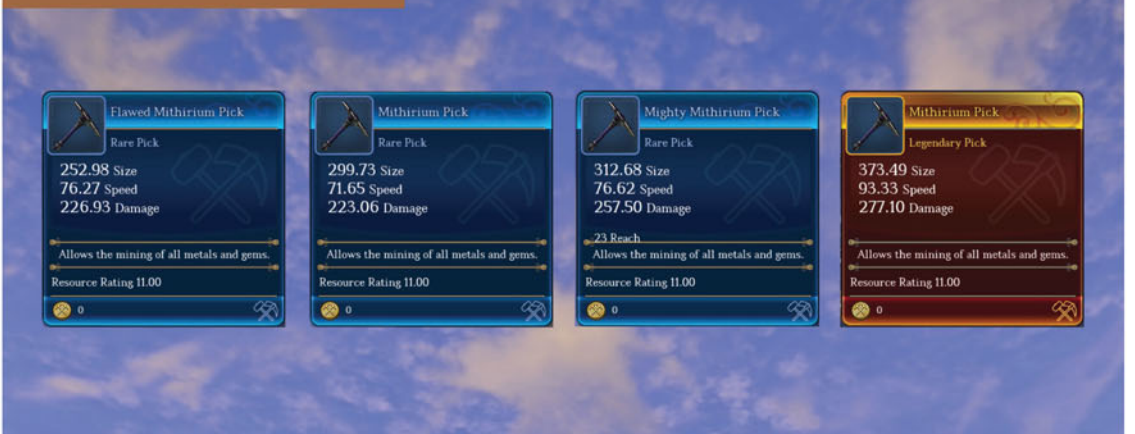 Flawed Mithirium Pick
Rare Pick
252.98 Size
76.27 Speed
226.93 Damage
Allows the mining of all metals and gems.
Resource Rating 11.00
0
Mithirium Pick
Rare Pick
299.73 Size
71.65 Speed
223.06 Damage
Allows the mining of all metals and gems.
Resource Rating 11.00
0
Mighty Mithirium Pick
Rare Pick
312.68 Size
76.62 Speed
257.50 Damage
23 Reach
Allows the mining of all metals and gems.
Resource Rating 11.00
0
Mithirium Pick
Legendary Pick
373.49 Size
93.33 Speed
277.10 Damage
Allows the mining of all metals and gems.
Resource Rating 11.00
0